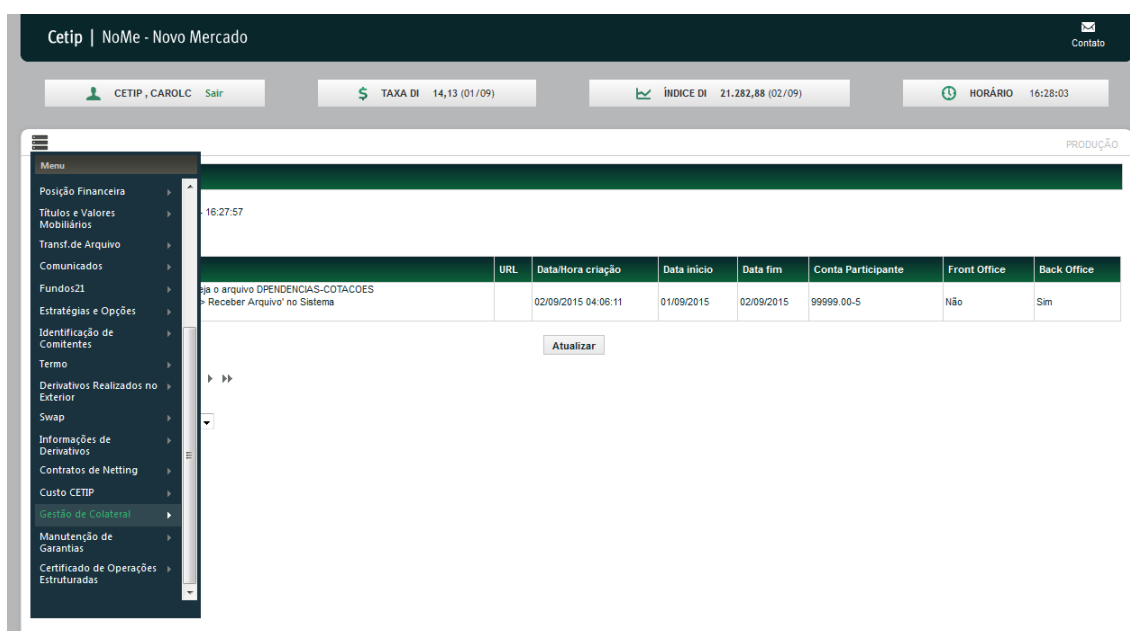 Cetip | NoMe - Novo Mercado
Contato
CETIP , CAROLC Sair
TAXA DI 14,13 (01/09)
ÍNDICE DI 21.282,88 (02/09)
HORÁRIO 16:28:03
PRODUÇÃO
Menu
Posição Financeira
Títulos e Valores
Mobiliários
Transf.de Arquivo
Comunicados
Fundos21
Estratégias e Opções
Identificação de
Comitentes
Termo
Derivativos Realizados no
Exterior
Swap
Informações de
Derivativos
Contratos de Netting
Custo CETIP
Gestão de Colateral
Manutenção de
Garantias
Certificado de Operações
Estruturadas
- 16:27:57
URL Data/Hora criação Data início Data fim Conta Participante Front Office Back Office
eja o arquivo DPENDENCIAS-COTACOES
> Receber Arquivo' no Sistema
02/09/2015 04:06:11 01/09/2015 02/09/2015 99999.00-5 Não Sim
Atualizar